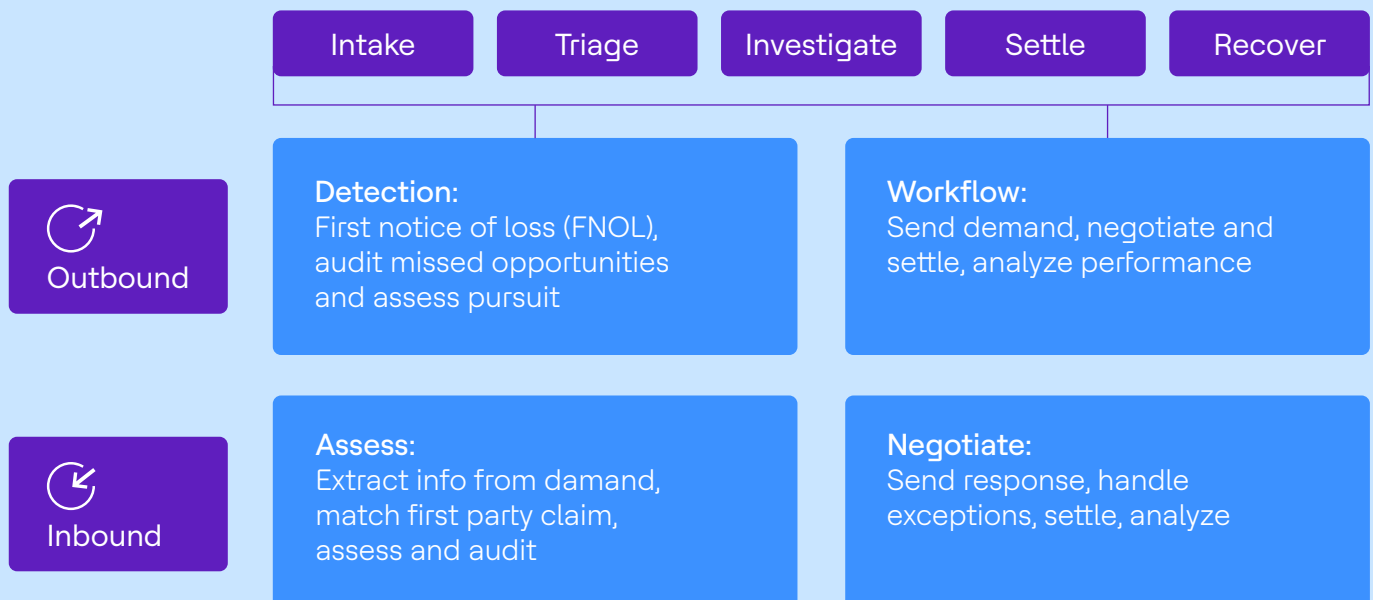 Intake
Triage
Investigate
Settle
Recover
Outbound
Detection:
First notice of loss (FNOL),
audit missed opportunities
and assess pursuit
Workflow:
Send demand, negotiate and
settle, analyze performance
Inbound
Assess:
Extract info from damand,
match first party claim,
assess and audit
Negotiate:
Send response, handle
exceptions, settle, analyze